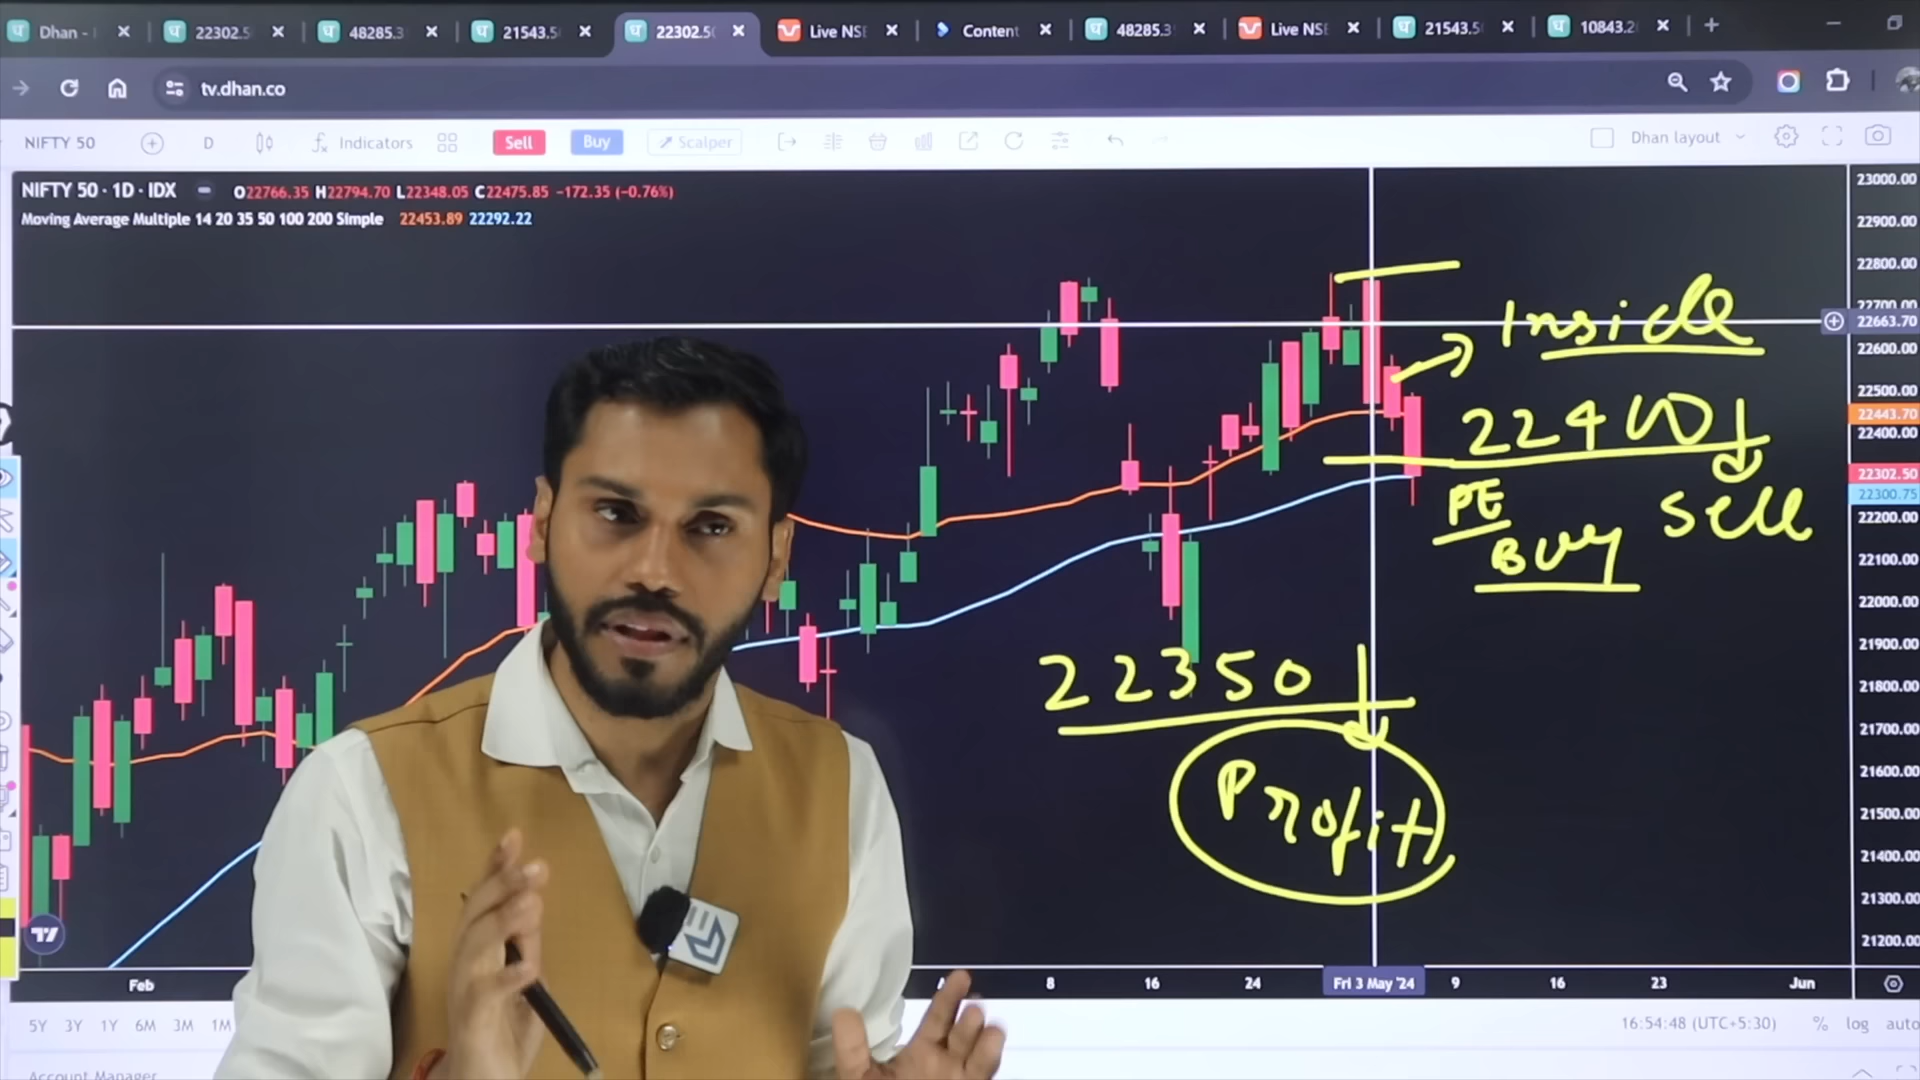 Dhan -
22302.5
48285.3
21543.5
22302.50
Live NSE
Content
48285.3
Live NSE
21543.5
10843.2
tv.dhan.co
NIFTY 50
D
Indicators
Sell
Buy
Scalper
Dhan layout
NIFTY 50 · 1D · IDX O22766.35 H22794.70 L22348.05 C22475.85 −172.35 (−0.76%)
Moving Average Multiple 14 20 35 50 100 200 Simple 22453.89 22292.22
23000.00
22900.00
22800.00
22700.00
22663.70
22600.00
22500.00
22443.70
22400.00
22302.50
22300.75
22200.00
22100.00
22000.00
21900.00
21800.00
21700.00
21600.00
21500.00
21400.00
21300.00
21200.00
Inside
22400
Sell
PE
Buy
22350
Profit
Feb
8
16
24
Fri 3 May '24
9
16
23
Jun
5Y 3Y 1Y 6M 3M 1M
16:54:48 (UTC+5:30) % log auto
Account Manager